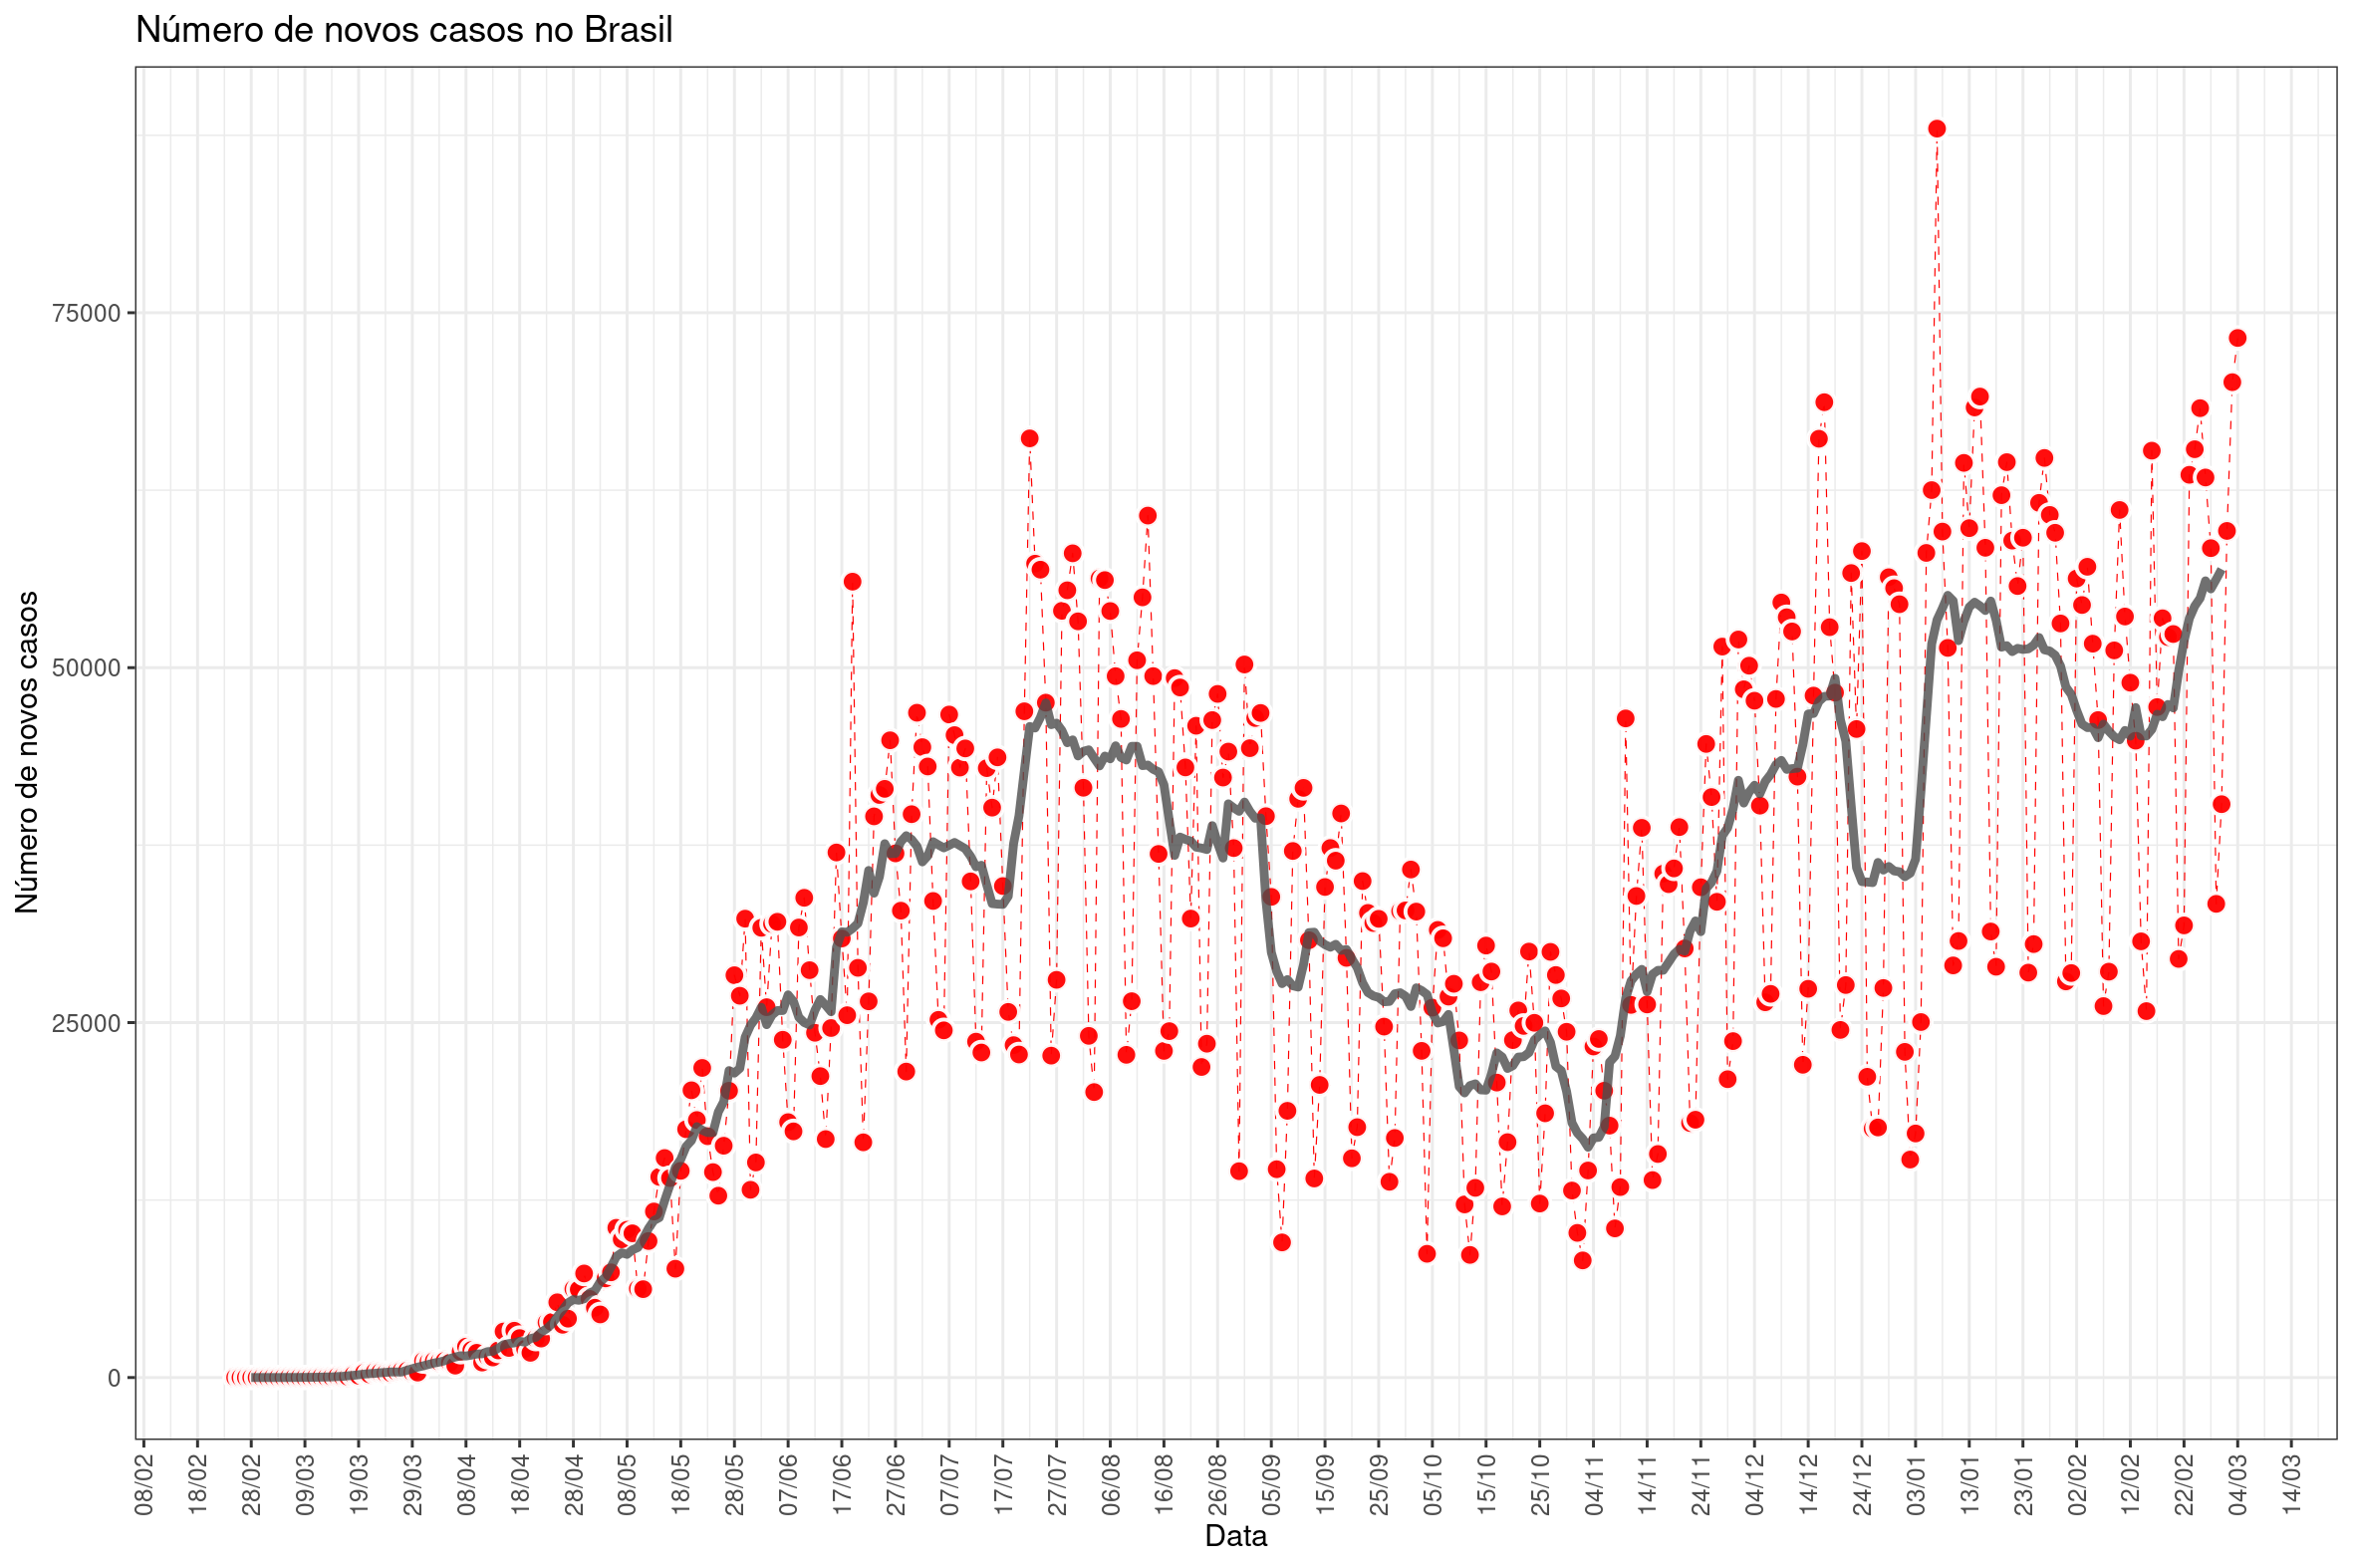 Número de novos casos no Brasil
Número de novos casos
75000
50000
25000
0
08/02 18/02 28/02 09/03 19/03 29/03 08/04 18/04 28/04 08/05 18/05 28/05 07/06 17/06 27/06 07/07 17/07 27/07 06/08 16/08 26/08 05/09 15/09 25/09 05/10 15/10 25/10 04/11 14/11 24/11 04/12 14/12 24/12 03/01 13/01 23/01 02/02 12/02 22/02 04/03 14/03
Data